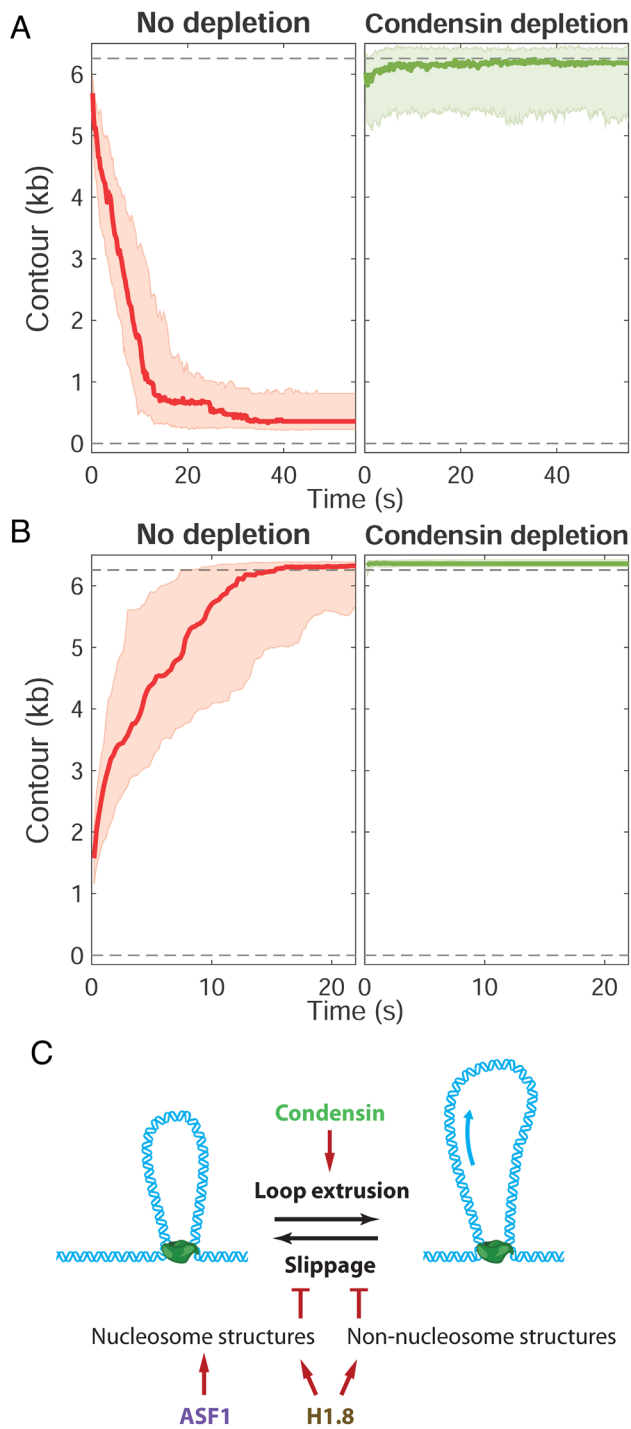 A
No depletion
Condensin depletion
Contour (kb)
6
5
4
3
2
1
0
0
20
40
0
20
40
Time (s)
B
No depletion
Condensin depletion
Contour (kb)
6
5
4
3
2
1
0
0
10
20
0
10
20
Time (s)
C
Condensin
Loop extrusion
Slippage
Nucleosome structures
Non-nucleosome structures
ASF1
H1.8